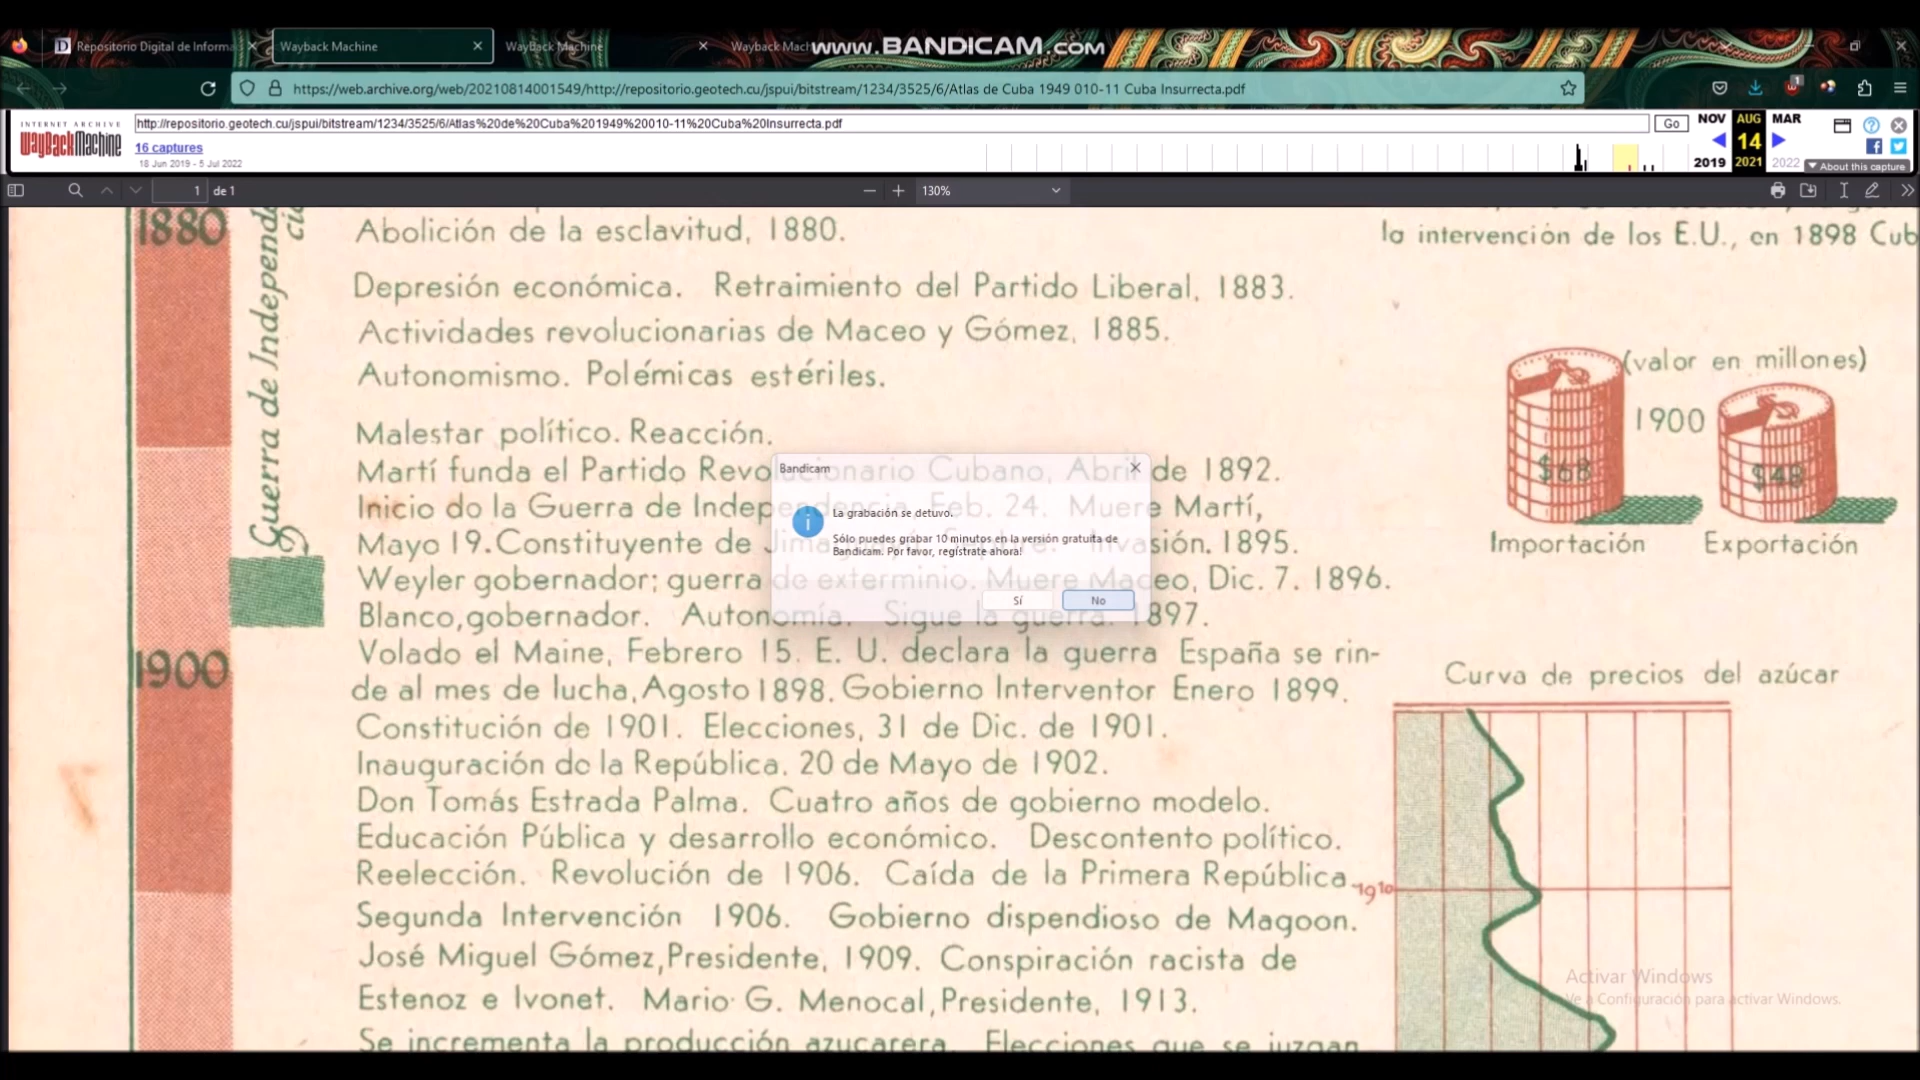 Repositorio Digital de Informa
Wayback Machine
Wayback Machine
Wayback Mach
www.BANDICAM.com
https://web.archive.org/web/20210814001549/http://repositorio.geotech.cu/jspui/bitstream/1234/3525/6/Atlas de Cuba 1949 010-11 Cuba Insurrecta.pdf
1
INTERNET ARCHIVE
WayBackMachine
http://repositorio.geotech.cu/jspui/bitstream/1234/3525/6/Atlas%20de%20Cuba%201949%20010-11%20Cuba%20Insurrecta.pdf
Go
NOV AUG MAR
16 captures
14
18 Jun 2019 - 5 Jul 2022
2019 2021 2022
About this capture
1 de 1
130%
1880
Guerra de Independe
cia
Abolición de la esclavitud, 1880.
la intervención de los E.U., en 1898 Cub
Depresión económica. Retraimiento del Partido Liberal, 1883.
Actividades revolucionarias de Maceo y Gómez, 1885.
Autonomismo. Polémicas estériles.
(valor en millones)
1900
$68
$48
Importación
Exportación
Malestar político. Reacción.
Martí funda el Partido Revolucionario Cubano, Abril de 1892.
Inicio do la Guerra de Independencia, Feb. 24. Muere Martí,
Mayo 19. Constituyente de Invasión. 1895.
Weyler gobernador; guerra de exterminio. Muere Maceo, Dic. 7. 1896.
Blanco, gobernador. Autonomía. Sigue la guerra. 1897.
Bandicam
La grabación se detuvo.
Sólo puedes grabar 10 minutos en la versión gratuita de
Bandicam. Por favor, regístrate ahora!
Sí
No
1900
Volado el Maine, Febrero 15. E. U. declara la guerra España se rin-
de al mes de lucha, Agosto 1898. Gobierno Interventor Enero 1899.
Constitución de 1901. Elecciones, 31 de Dic. de 1901.
Inauguración de la República. 20 de Mayo de 1902.
Don Tomás Estrada Palma. Cuatro años de gobierno modelo.
Educación Pública y desarrollo económico. Descontento político.
Reelección. Revolución de 1906. Caída de la Primera República
Segunda Intervención 1906. Gobierno dispendioso de Magoon.
José Miguel Gómez, Presidente, 1909. Conspiración racista de
Estenoz e Ivonet. Mario G. Menocal, Presidente, 1913.
Se incrementa la producción azucarera. Elecciones que se juzgan
Curva de precios del azúcar
1910
Activar Windows
Ve a Configuración para activar Windows.